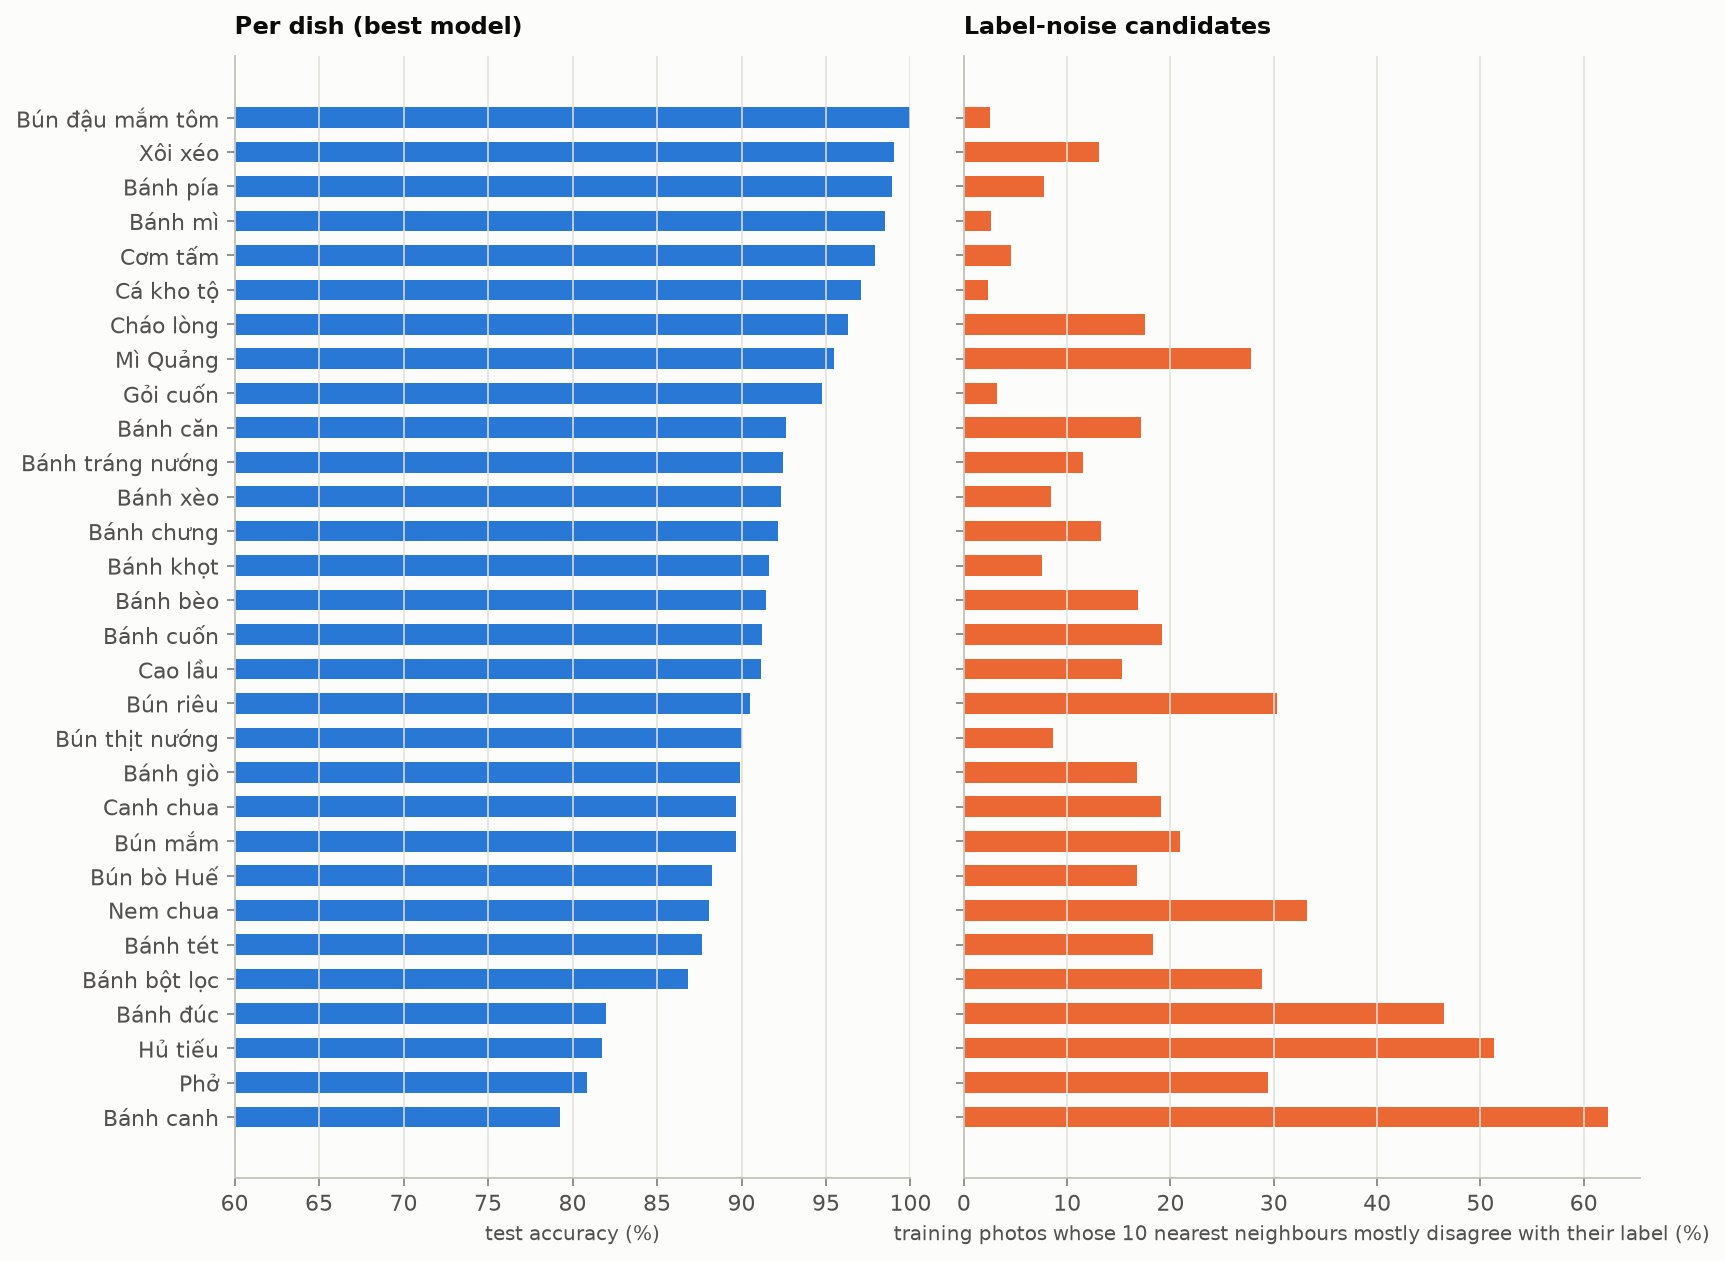 Per dish (best model)
Label-noise candidates
Bún đậu mắm tôm
Xôi xéo
Bánh pía
Bánh mì
Cơm tấm
Cá kho tộ
Cháo lòng
Mì Quảng
Gỏi cuốn
Bánh căn
Bánh tráng nướng
Bánh xèo
Bánh chưng
Bánh khọt
Bánh bèo
Bánh cuốn
Cao lầu
Bún riêu
Bún thịt nướng
Bánh giò
Canh chua
Bún mắm
Bún bò Huế
Nem chua
Bánh tét
Bánh bột lọc
Bánh đúc
Hủ tiếu
Phở
Bánh canh
60 65 70 75 80 85 90 95 100
test accuracy (%)
0 10 20 30 40 50 60
training photos whose 10 nearest neighbours mostly disagree with their label (%)